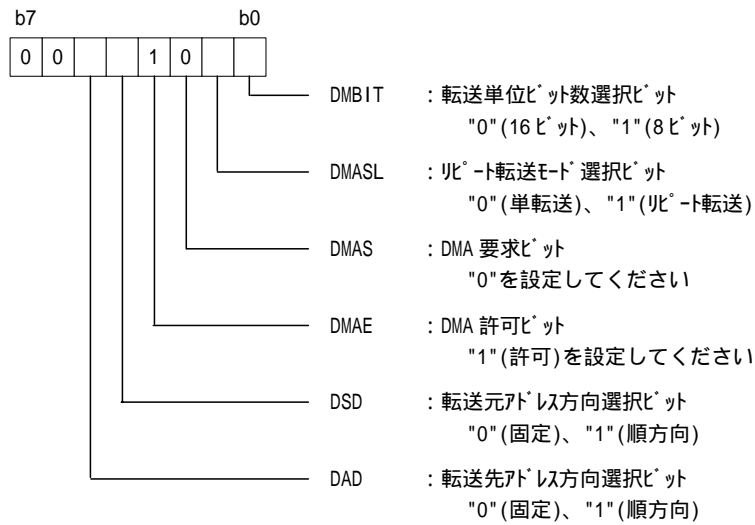 b7 b0
0 0 1 0
DMBIT : 転送単位ﾋﾞｯﾄ数選択ﾋﾞｯﾄ
"0"(16ﾋﾞｯﾄ)、"1"(8ﾋﾞｯﾄ)
DMASL : ﾘﾋﾟｰﾄ転送ﾓｰﾄﾞ選択ﾋﾞｯﾄ
"0"(単転送)、"1"(ﾘﾋﾟｰﾄ転送)
DMAS : DMA 要求ﾋﾞｯﾄ
"0"を設定してください
DMAE : DMA 許可ﾋﾞｯﾄ
"1"(許可)を設定してください
DSD : 転送元ｱﾄﾞﾚｽ方向選択ﾋﾞｯﾄ
"0"(固定)、"1"(順方向)
DAD : 転送先ｱﾄﾞﾚｽ方向選択ﾋﾞｯﾄ
"0"(固定)、"1"(順方向)